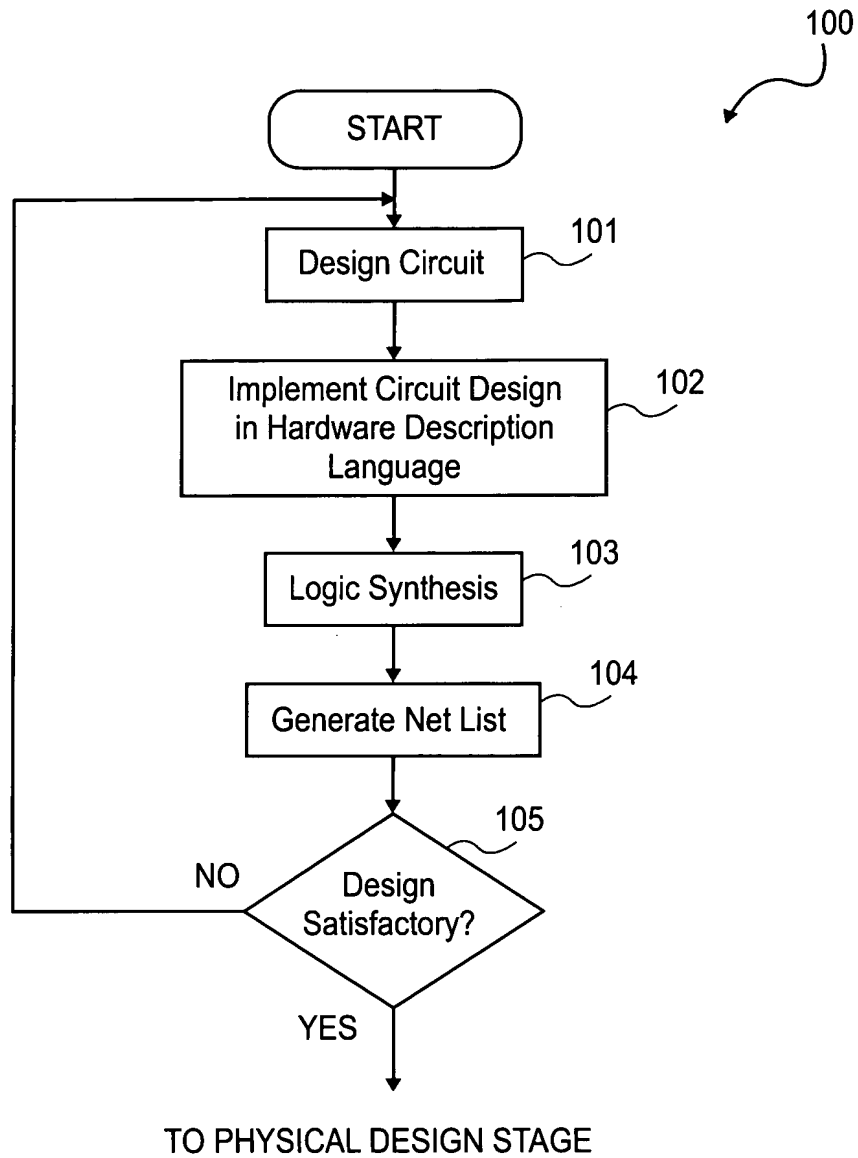 100
START
101
Design Circuit
102
Implement Circuit Design
in Hardware Description
Language
103
Logic Synthesis
104
Generate Net List
105
NO
Design
Satisfactory?
YES
TO PHYSICAL DESIGN STAGE